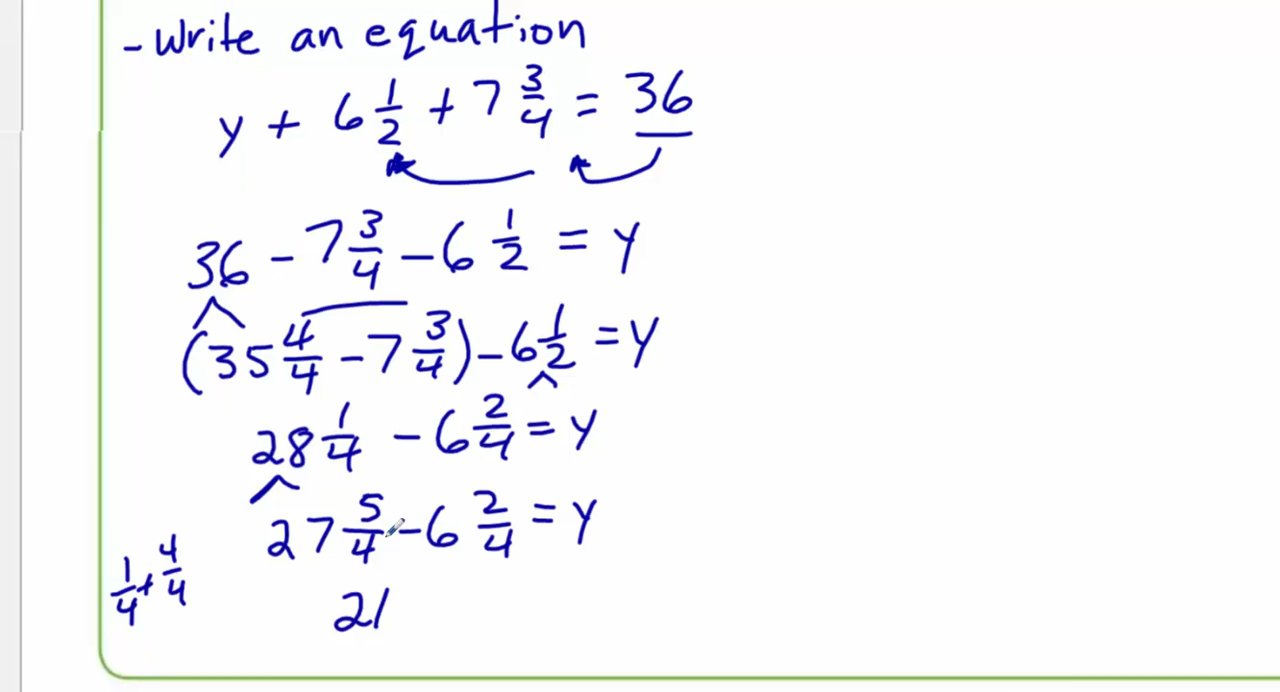 - Write an equation
y + 6 1/2 + 7 3/4 = 36
36 - 7 3/4 - 6 1/2 = y
(35 4/4 - 7 3/4) - 6 1/2 = y
28 1/4 - 6 2/4 = y
27 5/4 - 6 2/4 = y
1/4 + 4/4
21